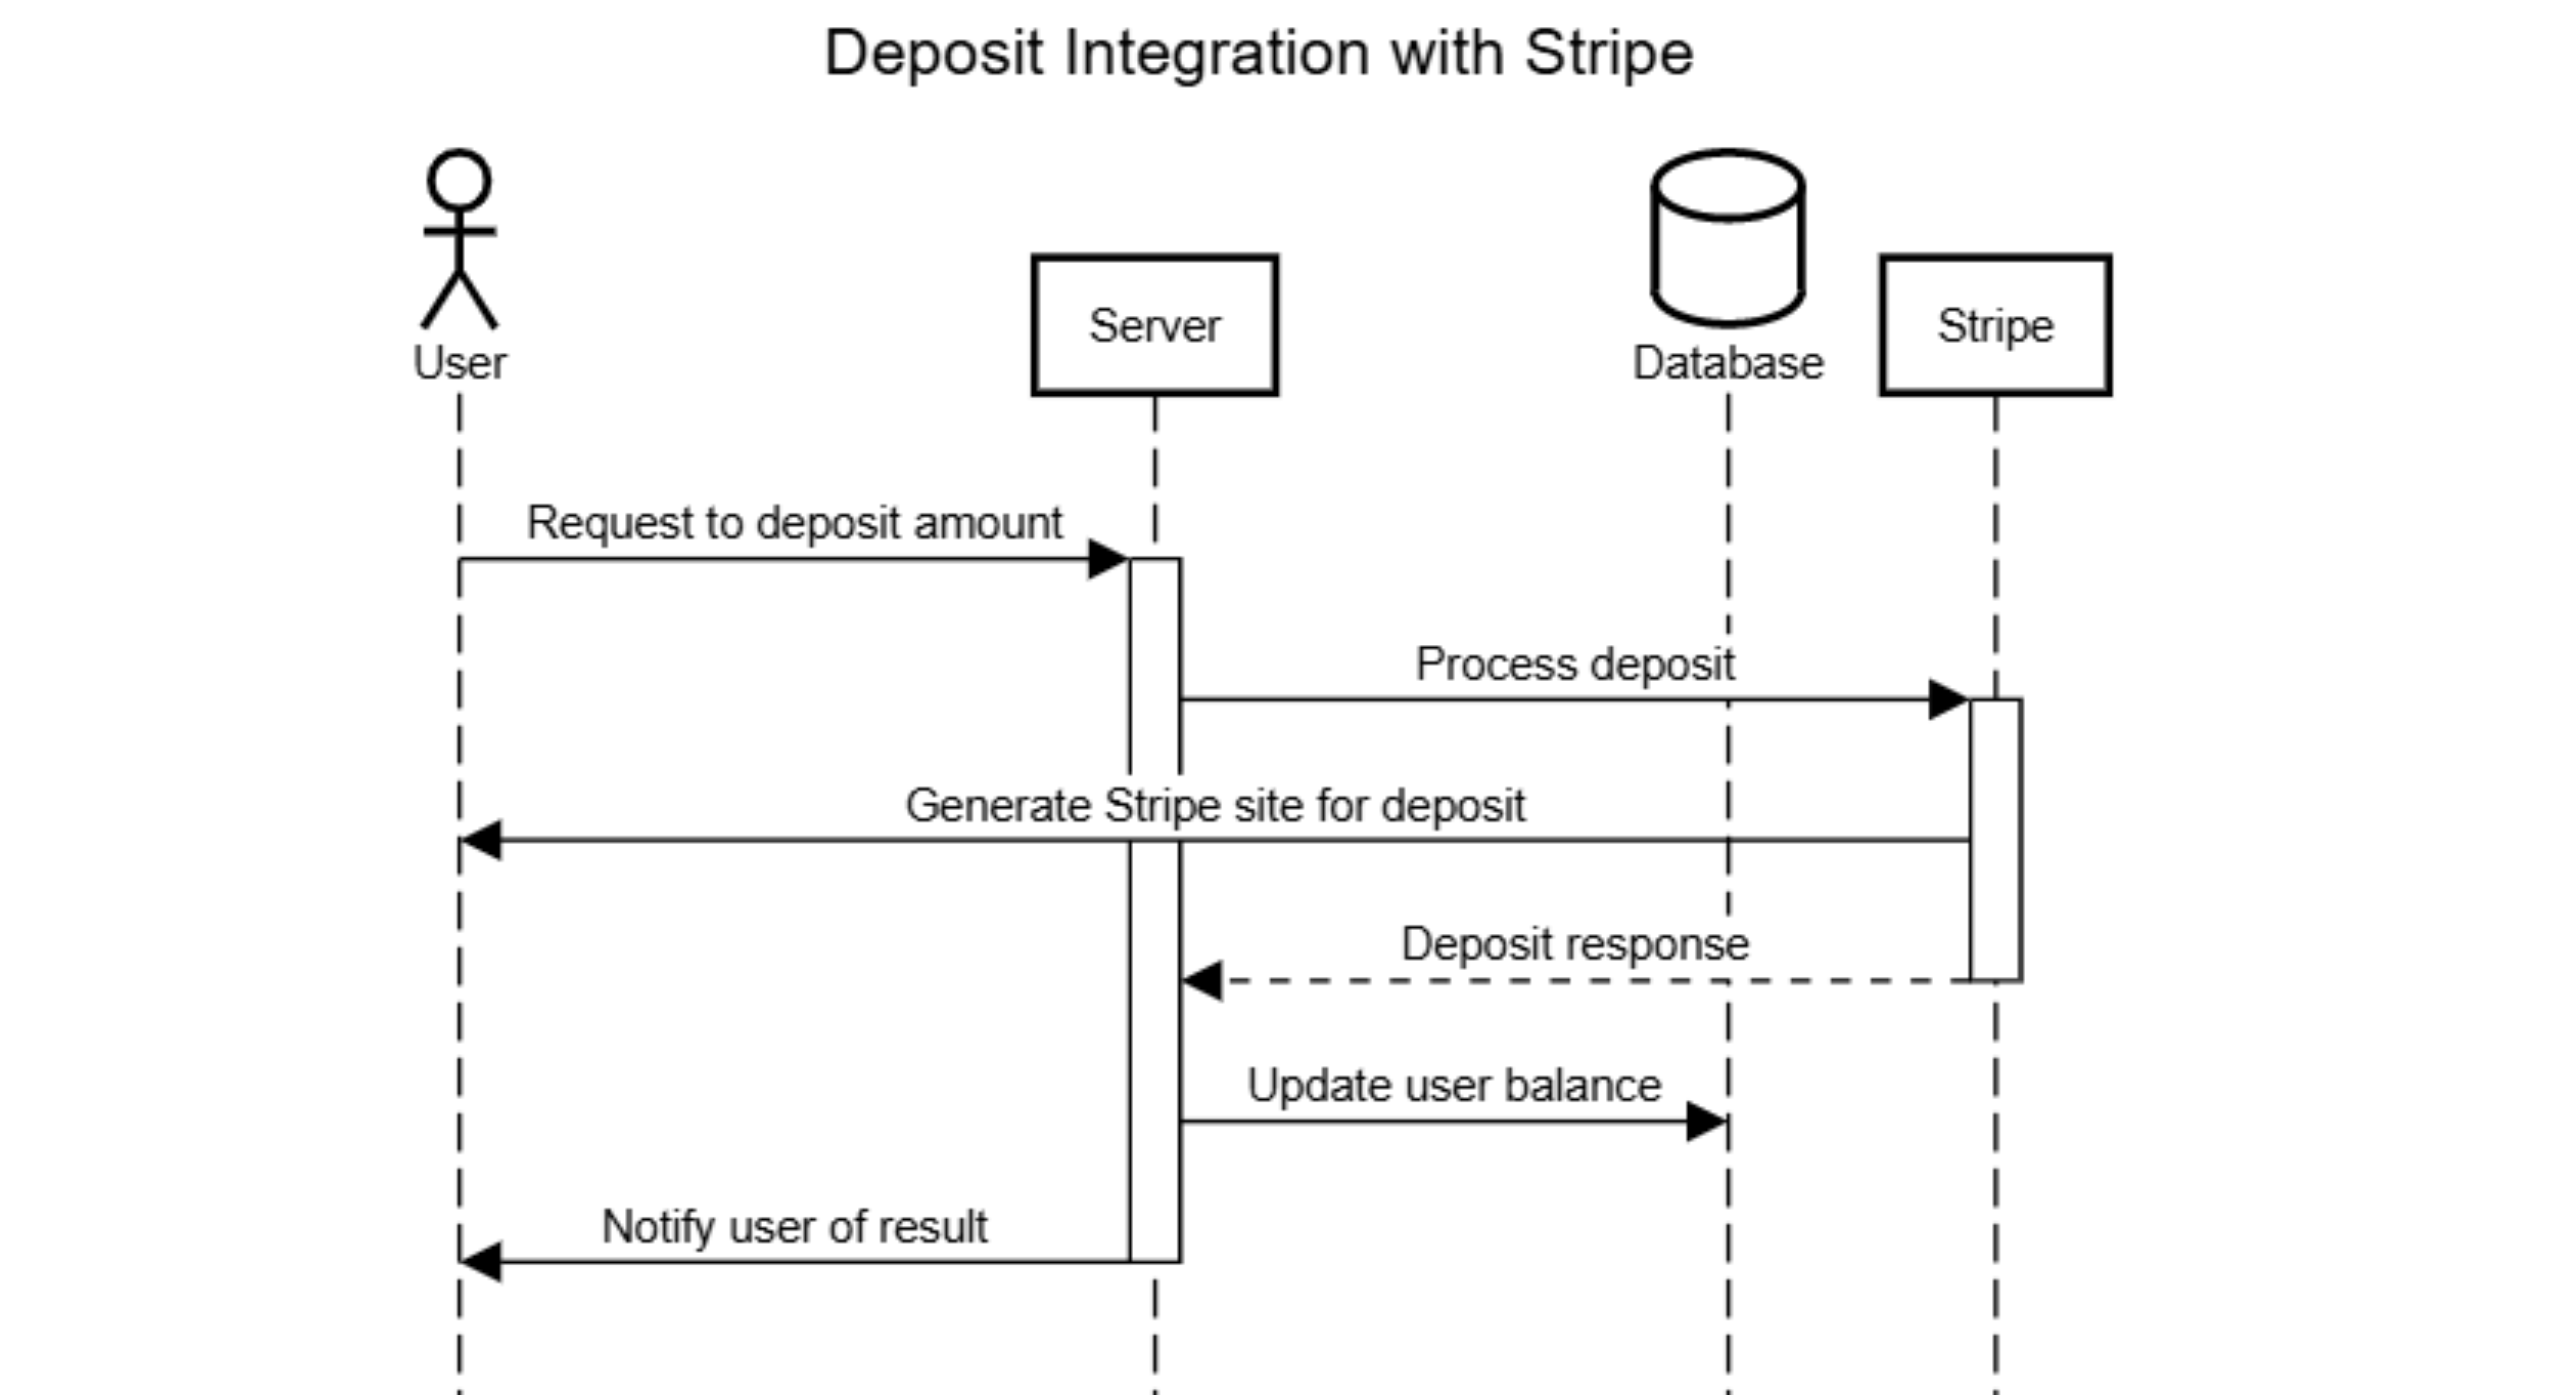 Deposit Integration with Stripe
Server
Stripe
User
Database
Request to deposit amount
Process deposit
Generate Stripe site for deposit
Deposit response
Update user balance
Notify user of result